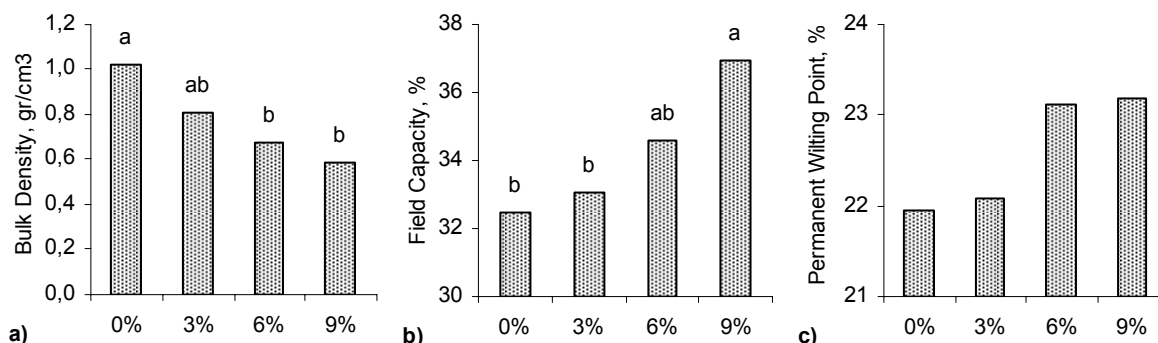 Bulk Density, gr/cm3
1,2
1,0
0,8
0,6
0,4
0,2
0,0
a
ab
b
b
0%
3%
6%
9%
a)
Field Capacity, %
38
36
34
32
30
b
b
ab
a
0%
3%
6%
9%
b)
Permanent Wilting Point, %
24
23
22
21
0%
3%
6%
9%
c)